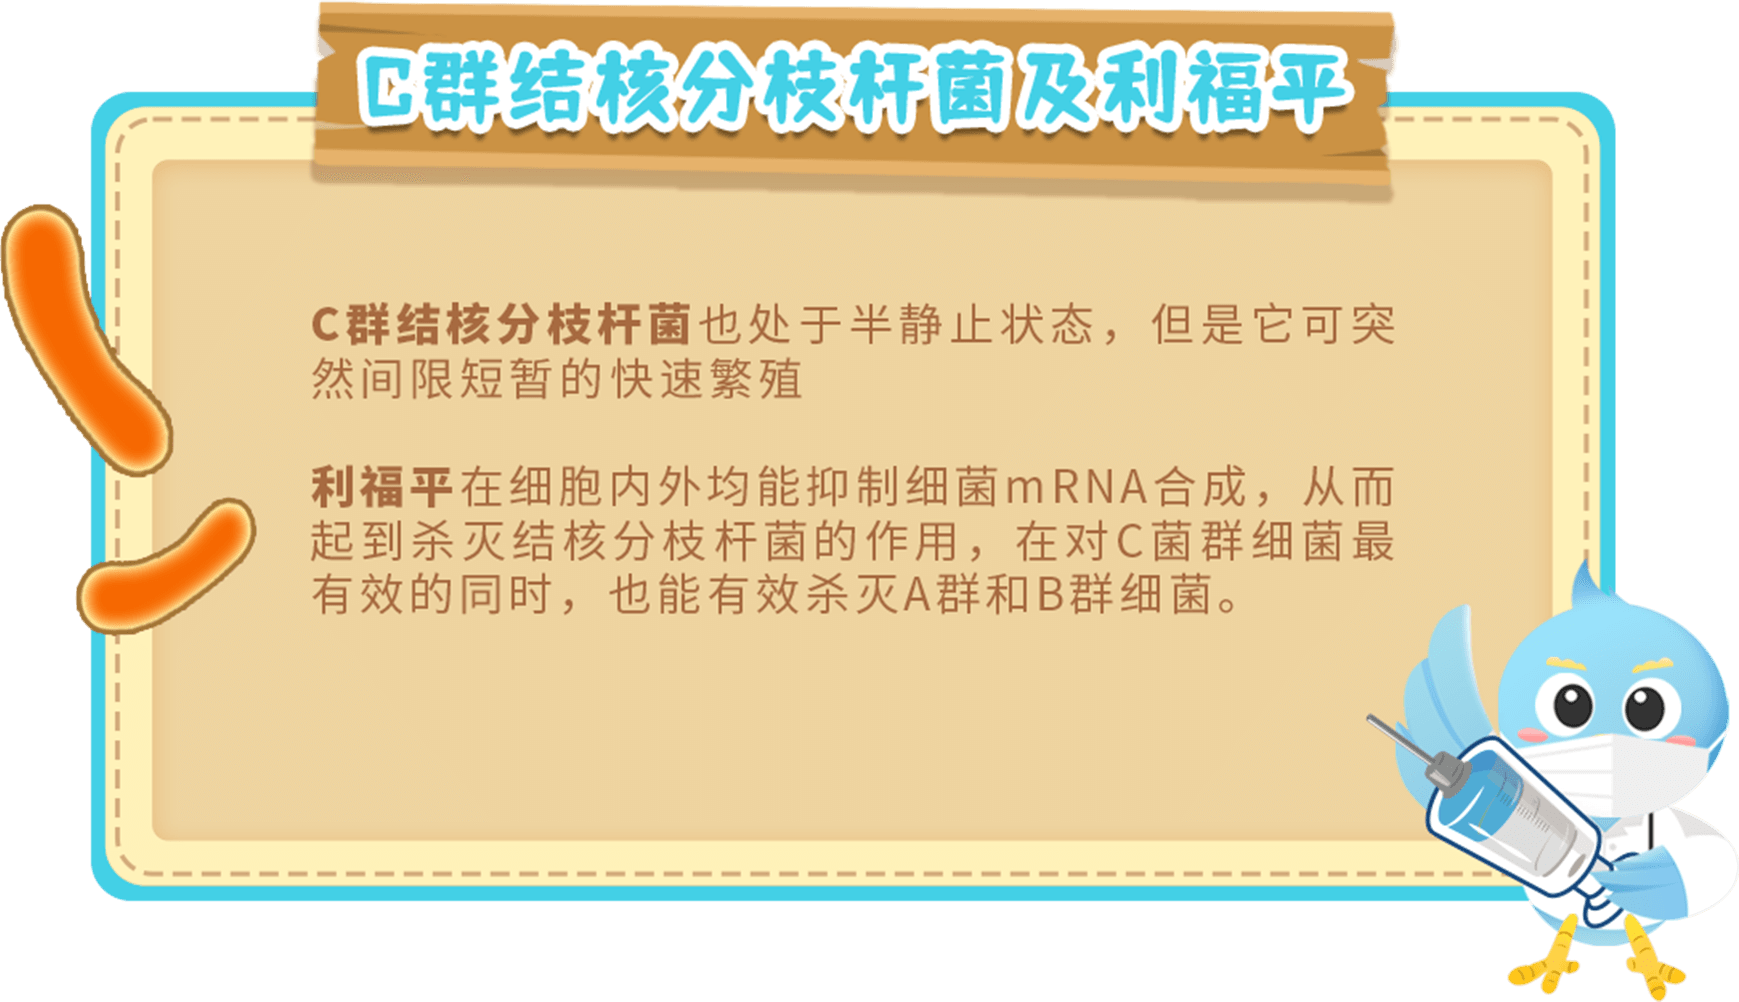 C群结核分枝杆菌及利福平
C群结核分枝杆菌也处于半静止状态，但是它可突
然间限短暂的快速繁殖
利福平在细胞内外均能抑制细菌mRNA合成，从而
起到杀灭结核分枝杆菌的作用，在对C菌群细菌最
有效的同时，也能有效杀灭A群和B群细菌。